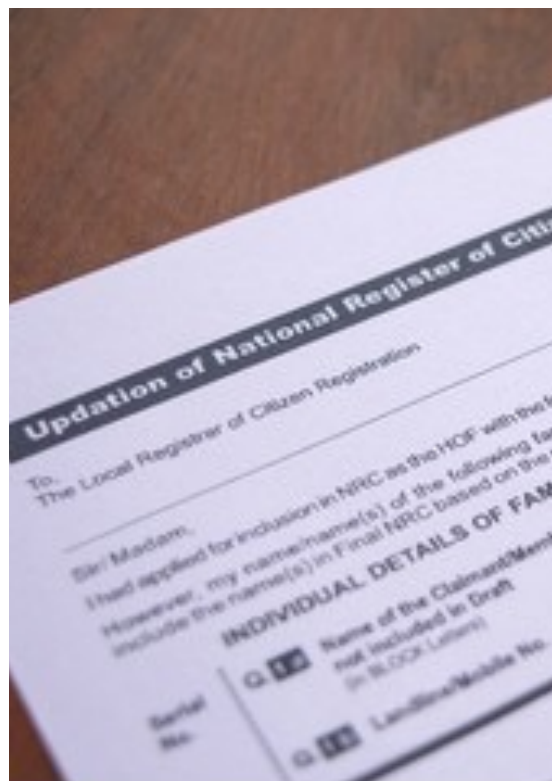 Updation of National Register of Citi
To,
The Local Registrar of Citizen Registration
Sir/ Madam,
I had applied for inclusion in NRC as the HOF with the
However, my name/name(s) of the following
include the name(s) in Final NRC based on the
INDIVIDUAL DETAILS OF FAM
Serial
No.
Q Name of the Claimant/Memb
not included in Draft
(in BLOCK Letters)
Q Landline/Mobile No.